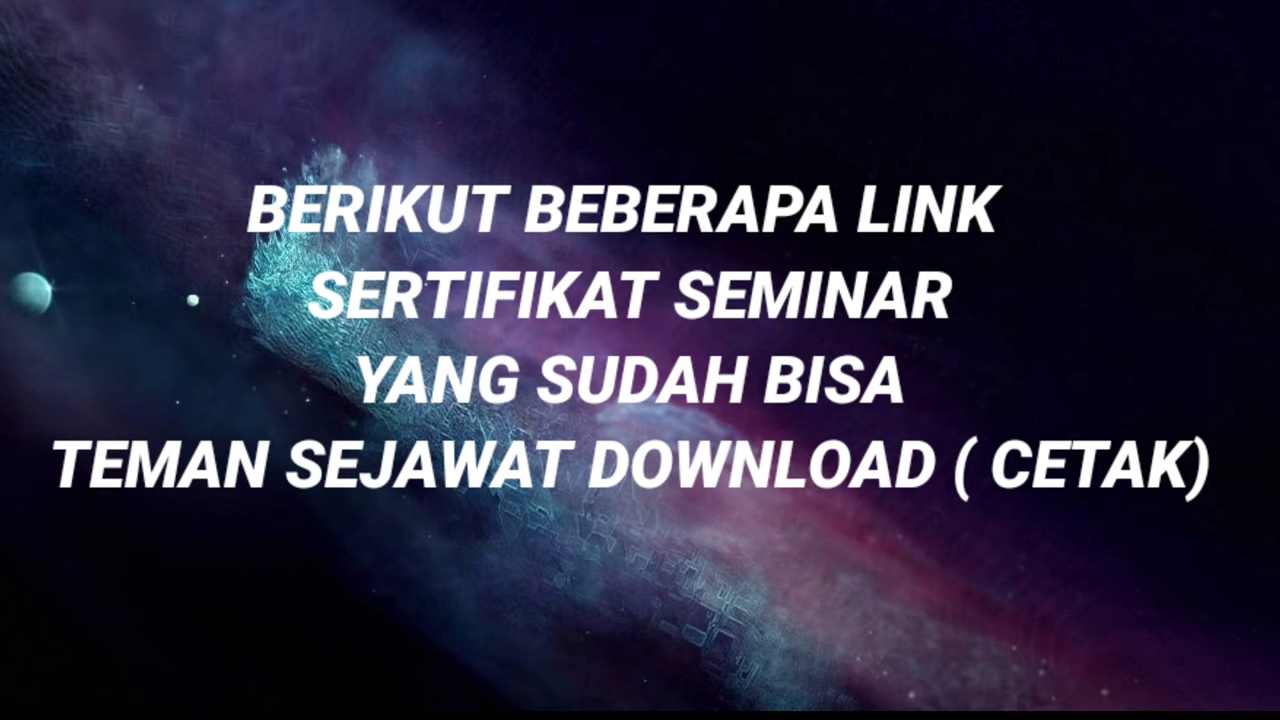 BERIKUT BEBERAPA LINK
SERTIFIKAT SEMINAR
YANG SUDAH BISA
TEMAN SEJAWAT DOWNLOAD ( CETAK)